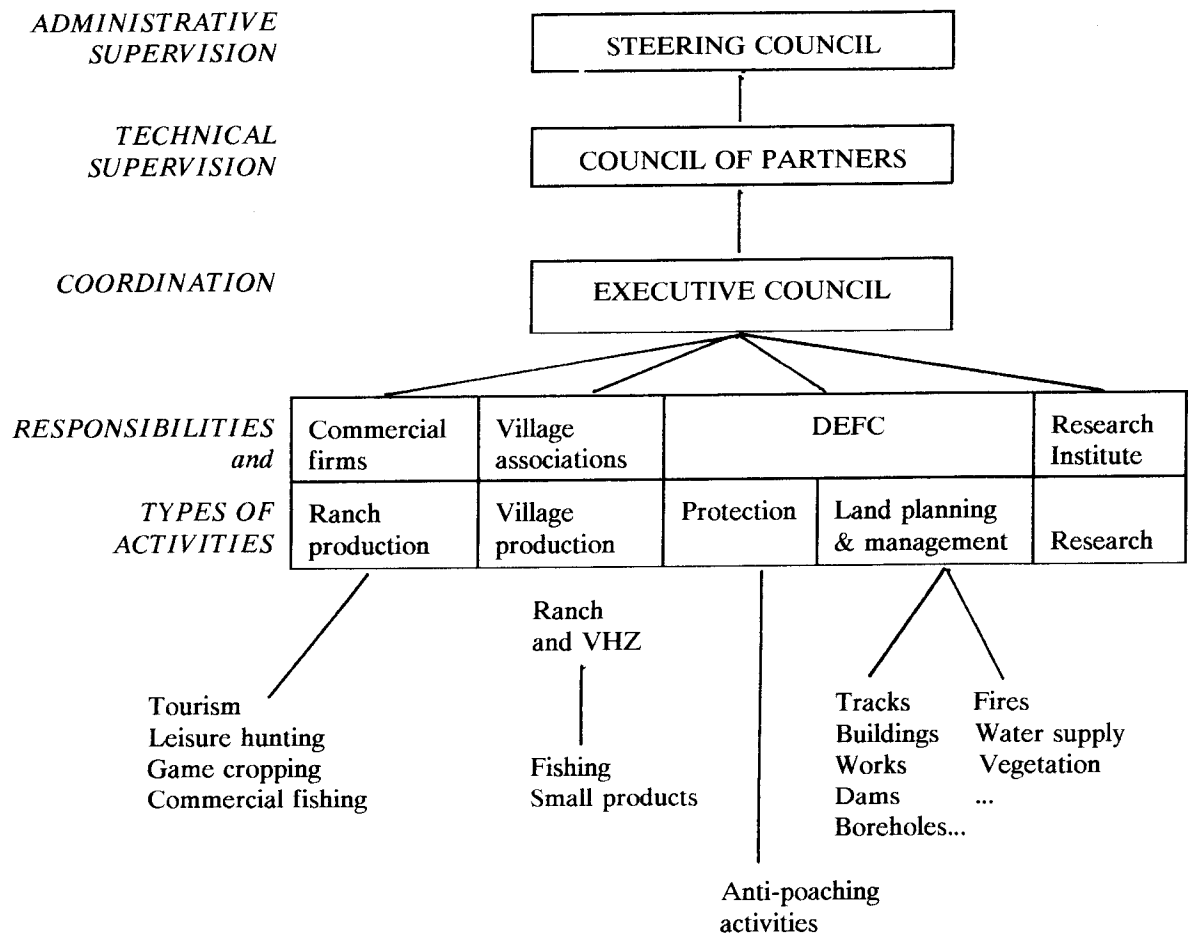 ADMINISTRATIVE
SUPERVISION
STEERING COUNCIL
TECHNICAL
SUPERVISION
COUNCIL OF PARTNERS
COORDINATION
EXECUTIVE COUNCIL
RESPONSIBILITIES
and
TYPES OF
ACTIVITIES
Commercial
firms
Village
associations
DEFC
Research
Institute
Ranch
production
Village
production
Protection
Land planning
& management
Research
Ranch
and VHZ
Tourism
Leisure hunting
Game cropping
Commercial fishing
Fishing
Small products
Tracks
Buildings
Works
Dams
Boreholes...
Fires
Water supply
Vegetation
...
Anti-poaching
activities